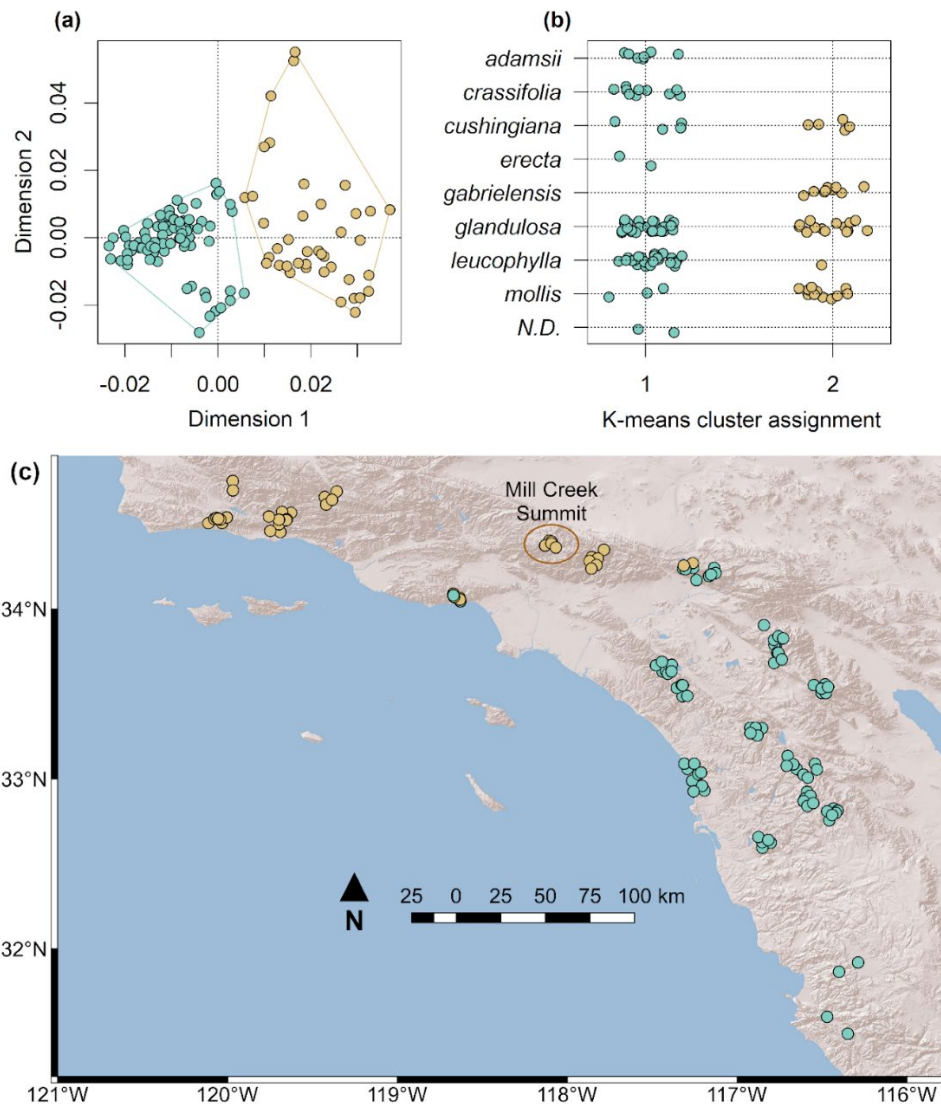 (a)
Dimension 2
0.04
0.02
0.00
-0.02
-0.02 0.00 0.02
Dimension 1
(b)
adamsii
crassifolia
cushingiana
erecta
gabrielensis
glandulosa
leucophylla
mollis
N.D.
1 2
K-means cluster assignment
(c)
Mill Creek
Summit
34°N
33°N
32°N
25 0 25 50 75 100 km
N
121°W 120°W 119°W 118°W 117°W 116°W